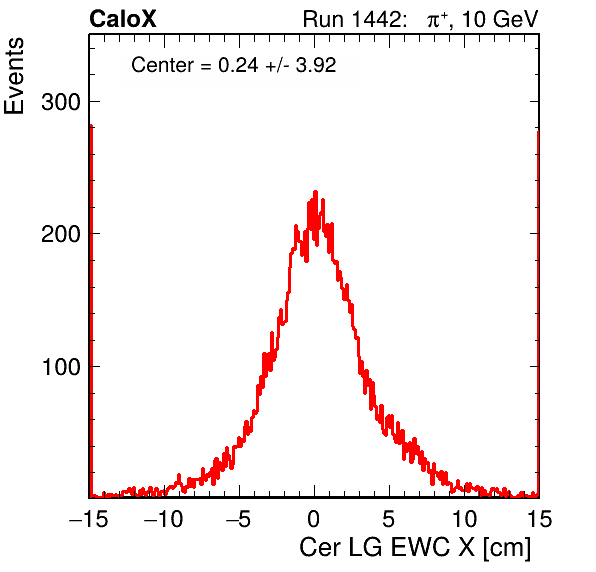 CaloX Run 1442: π+, 10 GeV
Center = 0.24 +/- 3.92
Events
300
200
100
−15 −10 −5 0 5 10 15
Cer LG EWC X [cm]